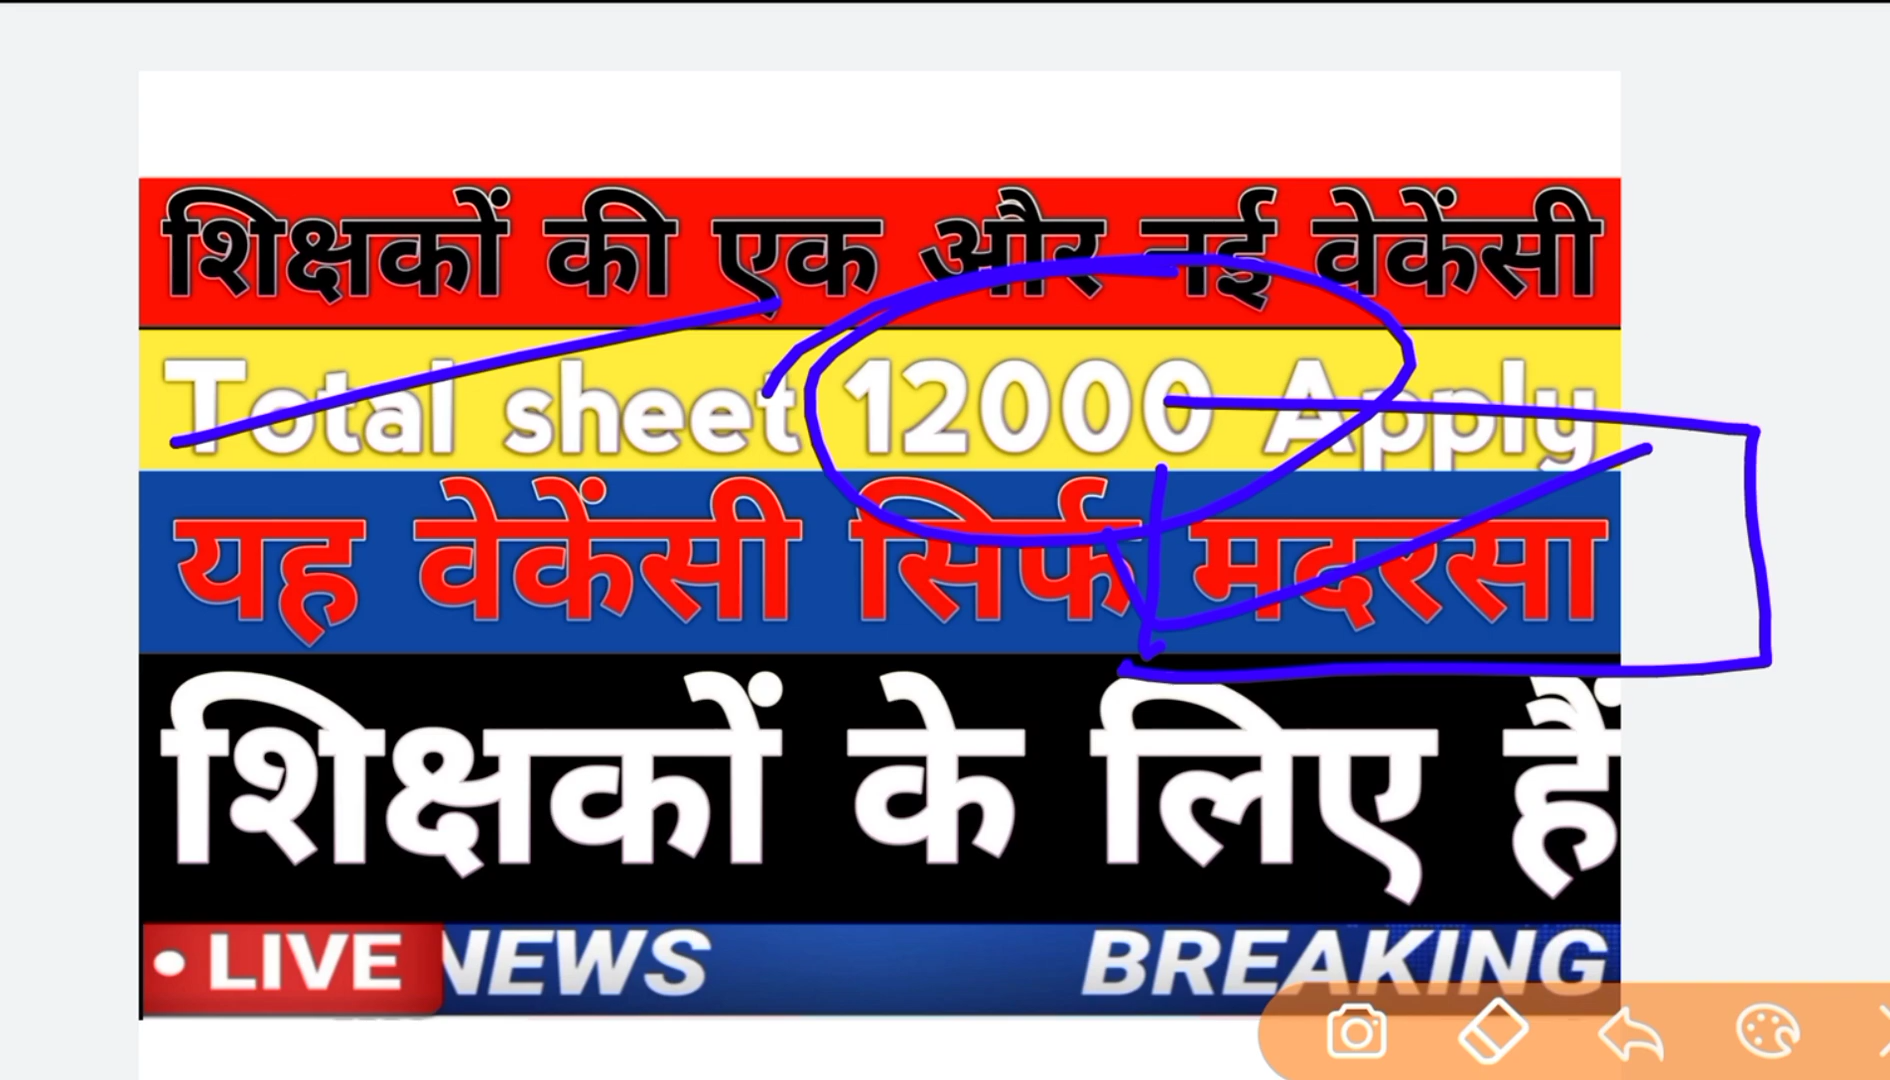 शिक्षकों की एक और नई वेकेंसी
Total sheet 12000 Apply
यह वेकेंसी सिर्फ मदरसा
शिक्षकों के लिए हैं
• LIVE NEWS BREAKING